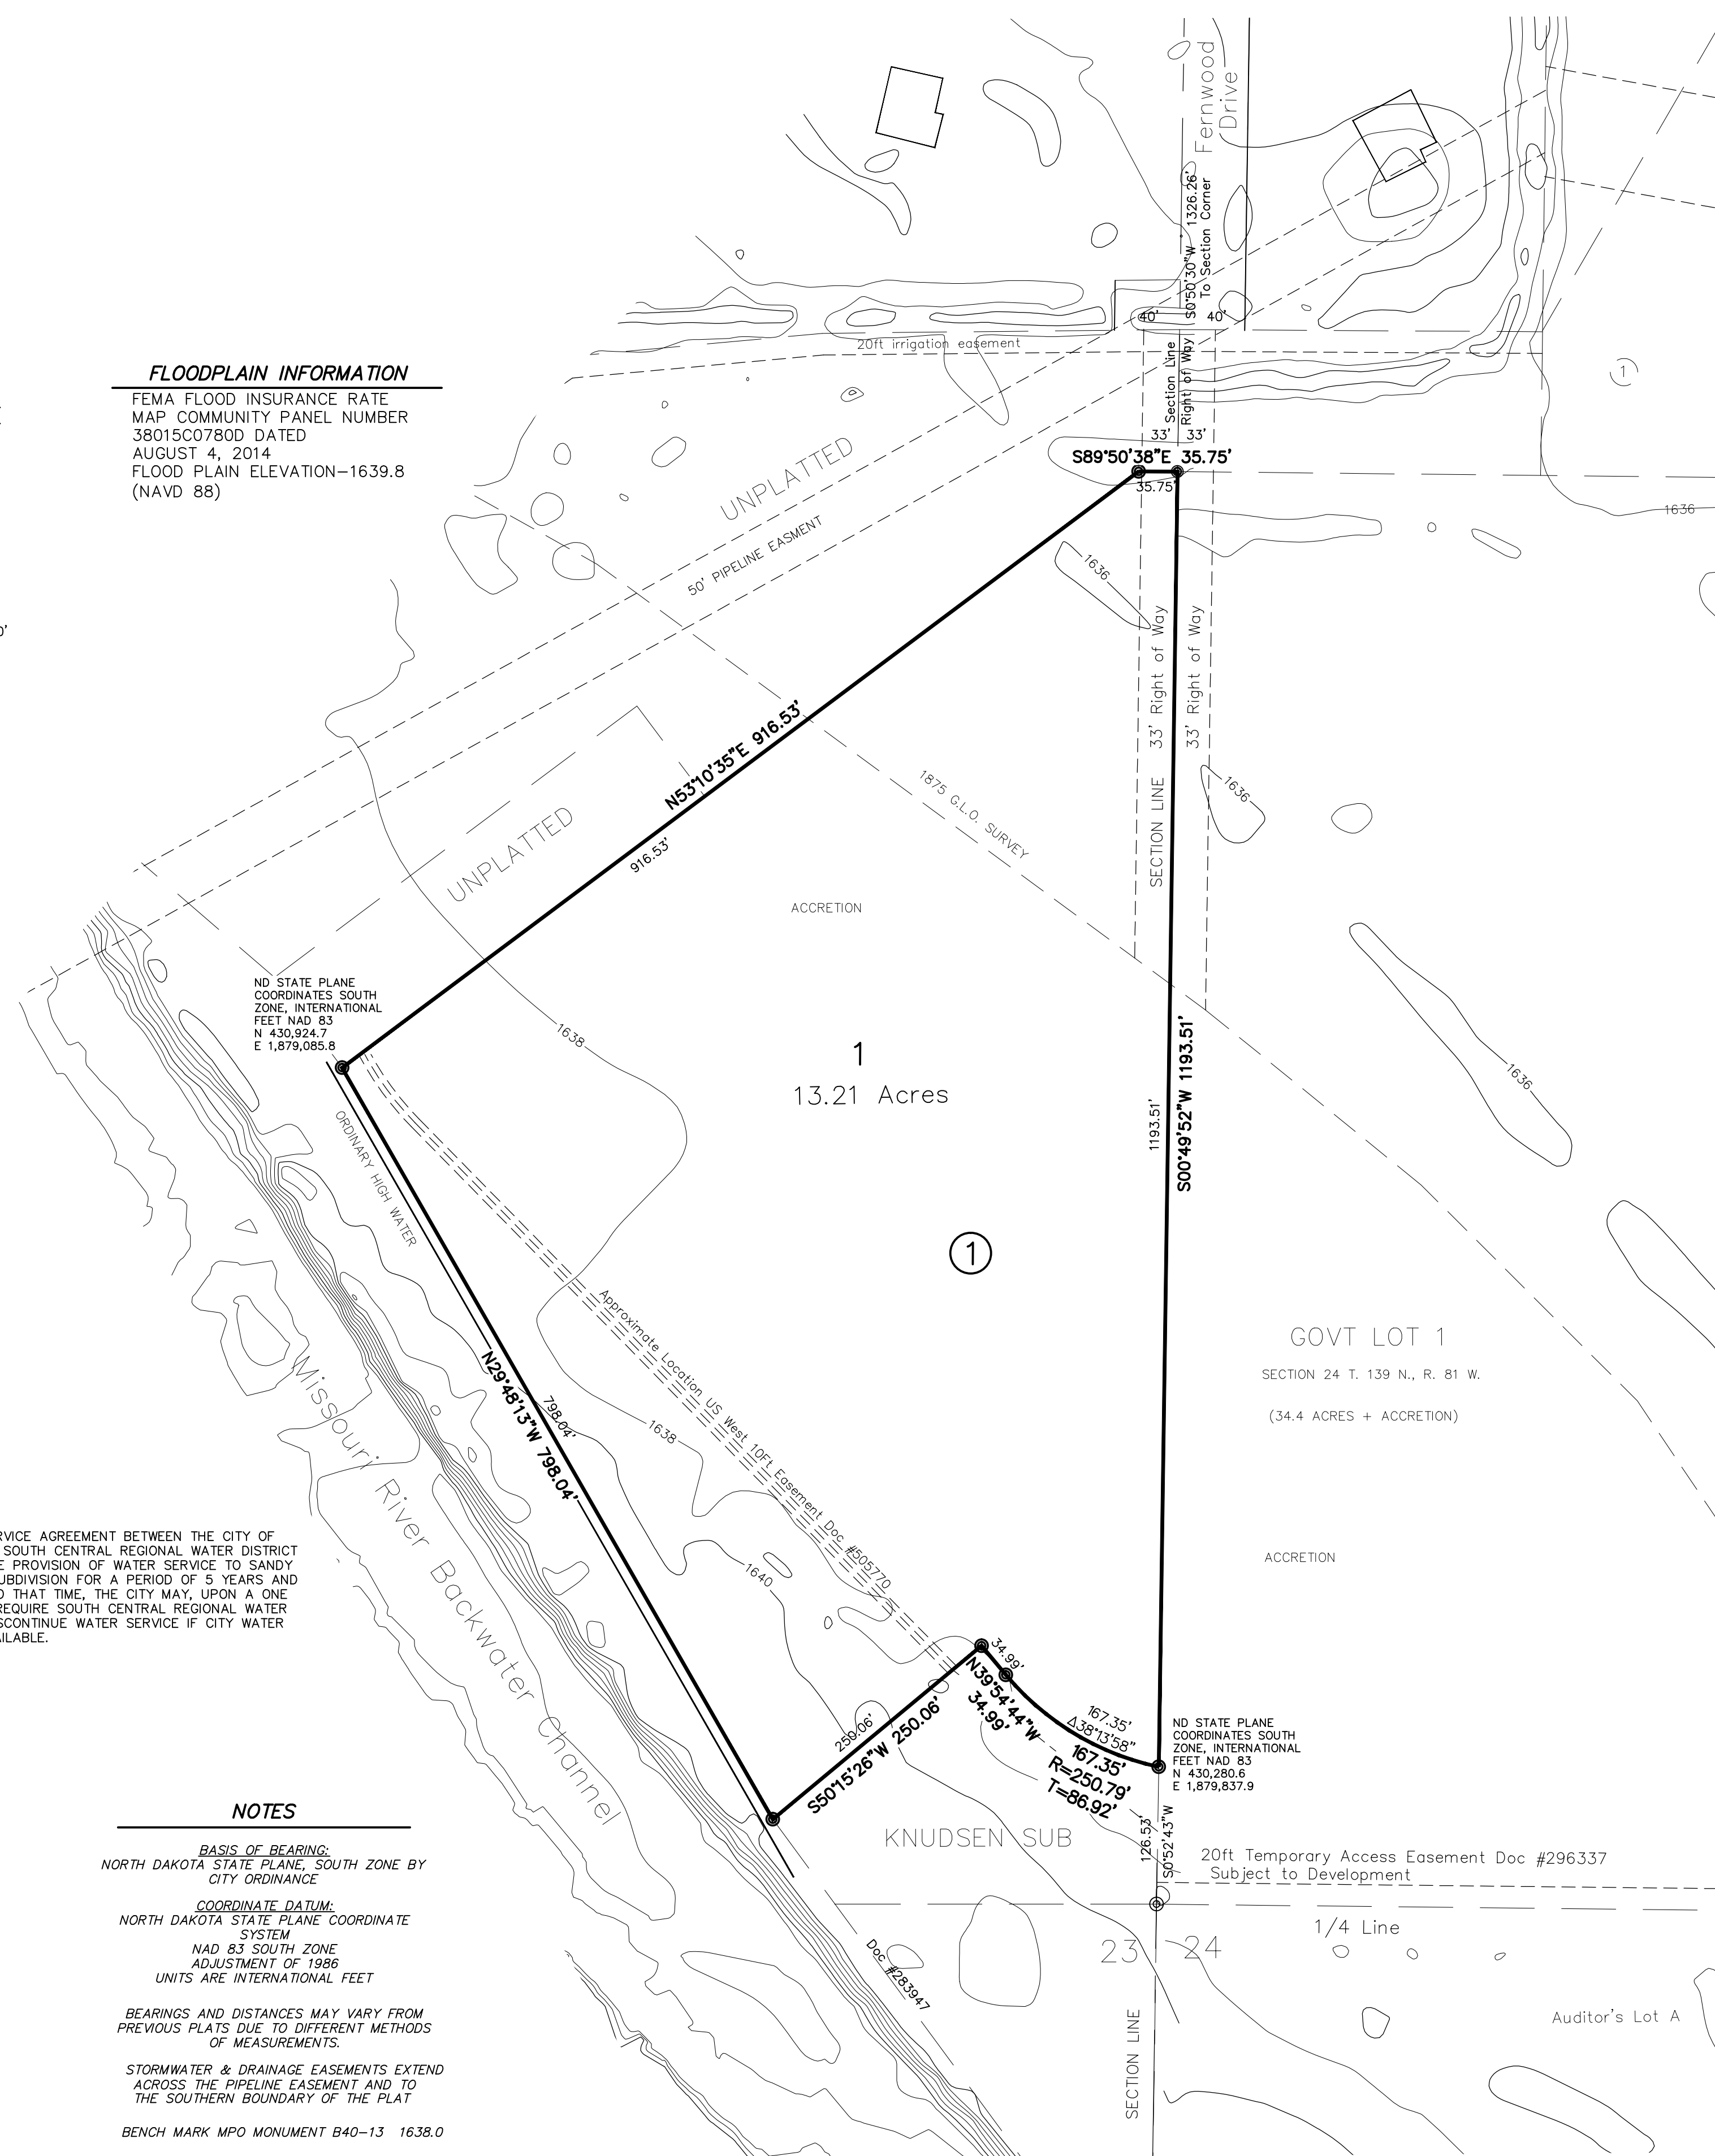 Fernwood
Drive
S0°50'30"W 1326.26'
To Section Corner
40' 40'
20ft irrigation easement
Section Line
Right of Way
33' 33'
S89°50'38"E 35.75'
35.75'
1
1636
FLOODPLAIN INFORMATION
FEMA FLOOD INSURANCE RATE
MAP COMMUNITY PANEL NUMBER
38015C0780D DATED
AUGUST 4, 2014
FLOOD PLAIN ELEVATION-1639.8
(NAVD 88)
UNPLATTED
50' PIPELINE EASMENT
1636
33' Right of Way
33' Right of Way
SECTION LINE
1636
N53°10'35"E 916.53'
916.53'
UNPLATTED
1875 G.L.O. SURVEY
ACCRETION
ND STATE PLANE
COORDINATES SOUTH
ZONE, INTERNATIONAL
FEET NAD 83
N 430,924.7
E 1,879,085.8
1638
1
13.21 Acres
1193.51'
S00°49'52"W 1193.51'
1636
ORDINARY HIGH WATER
1
Approximate Location US West 10Ft Easement Doc #505770
GOVT LOT 1
SECTION 24 T. 139 N., R. 81 W.
(34.4 ACRES + ACCRETION)
N29°48'13"W 798.04'
798.04'
1638
Missouri River Backwater Channel
ACCRETION
1640
RVICE AGREEMENT BETWEEN THE CITY OF
SOUTH CENTRAL REGIONAL WATER DISTRICT
E PROVISION OF WATER SERVICE TO SANDY
UBDIVISION FOR A PERIOD OF 5 YEARS AND
D THAT TIME, THE CITY MAY, UPON A ONE
REQUIRE SOUTH CENTRAL REGIONAL WATER
SCONTINUE WATER SERVICE IF CITY WATER
AILABLE.
34.99'
N39°54'44"W
34.99'
167.35'
Δ38°13'58"
167.35'
R=250.79'
T=86.92'
250.06'
S50°15'26"W 250.06'
ND STATE PLANE
COORDINATES SOUTH
ZONE, INTERNATIONAL
FEET NAD 83
N 430,280.6
E 1,879,837.9
KNUDSEN SUB
126.53'
S0°52'43"W
20ft Temporary Access Easement Doc #296337
Subject to Development
1/4 Line
23 24
Doc #283947
SECTION LINE
Auditor's Lot A
NOTES
BASIS OF BEARING:
NORTH DAKOTA STATE PLANE, SOUTH ZONE BY
CITY ORDINANCE
COORDINATE DATUM:
NORTH DAKOTA STATE PLANE COORDINATE
SYSTEM
NAD 83 SOUTH ZONE
ADJUSTMENT OF 1986
UNITS ARE INTERNATIONAL FEET
BEARINGS AND DISTANCES MAY VARY FROM
PREVIOUS PLATS DUE TO DIFFERENT METHODS
OF MEASUREMENTS.
STORMWATER & DRAINAGE EASEMENTS EXTEND
ACROSS THE PIPELINE EASEMENT AND TO
THE SOUTHERN BOUNDARY OF THE PLAT
BENCH MARK MPO MONUMENT B40-13 1638.0